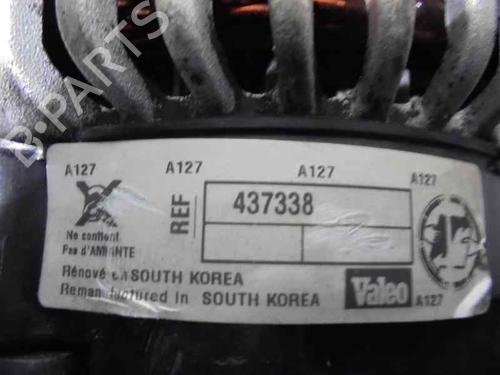 A127 A127 A127 A127
REF 437338
Ne contient
Pas d'AMIANTE
Rénové en SOUTH KOREA
Remanufactured in SOUTH KOREA
Valeo
A127
B-PARTS